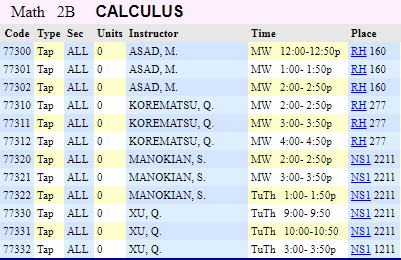 Math 2B CALCULUS
Code Type Sec Units Instructor Time Place
77300 Tap ALL 0 ASAD, M. MW 12:00-12:50p RH 160
77301 Tap ALL 0 ASAD, M. MW 1:00- 1:50p RH 160
77302 Tap ALL 0 ASAD, M. MW 2:00- 2:50p RH 160
77310 Tap ALL 0 KOREMATSU, Q. MW 2:00- 2:50p RH 277
77311 Tap ALL 0 KOREMATSU, Q. MW 3:00- 3:50p RH 277
77312 Tap ALL 0 KOREMATSU, Q. MW 4:00- 4:50p RH 277
77320 Tap ALL 0 MANOKIAN, S. MW 2:00- 2:50p NS1 2211
77321 Tap ALL 0 MANOKIAN, S. MW 3:00- 3:50p NS1 2211
77322 Tap ALL 0 MANOKIAN, S. TuTh 1:00- 1:50p NS1 2211
77330 Tap ALL 0 XU, Q. TuTh 9:00- 9:50 NS1 2211
77331 Tap ALL 0 XU, Q. TuTh 10:00-10:50 NS1 2211
77332 Tap ALL 0 XU, Q. TuTh 3:00- 3:50p NS1 1211